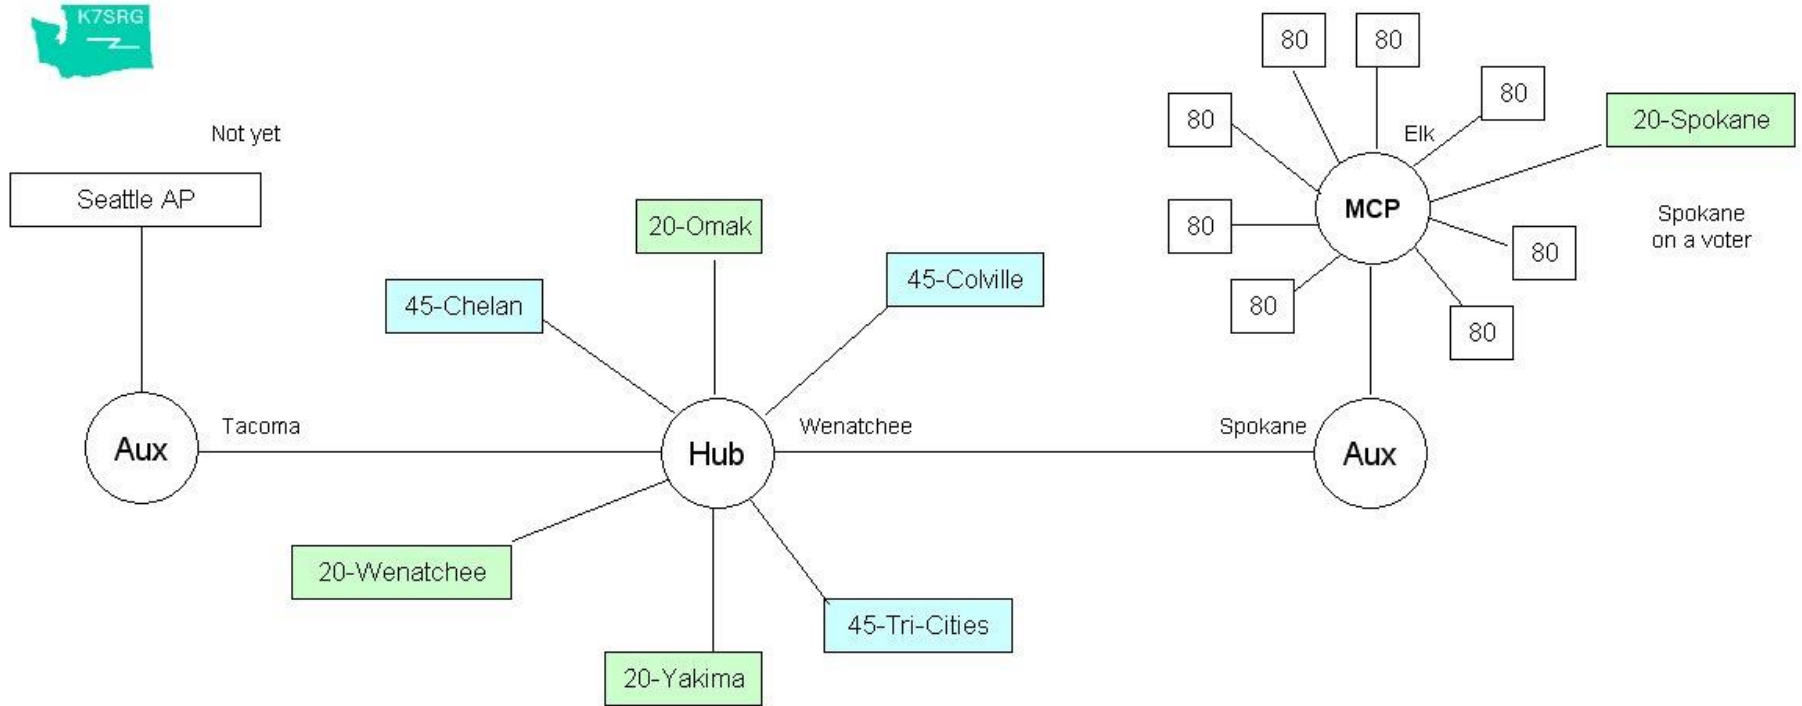 K7SRG
80
80
80
80
20-Spokane
Elk
Not yet
Seattle AP
MCP
80
Spokane
on a voter
20-Omak
80
45-Colville
45-Chelan
80
80
Tacoma
Wenatchee
Spokane
Aux
Hub
Aux
20-Wenatchee
45-Tri-Cities
20-Yakima